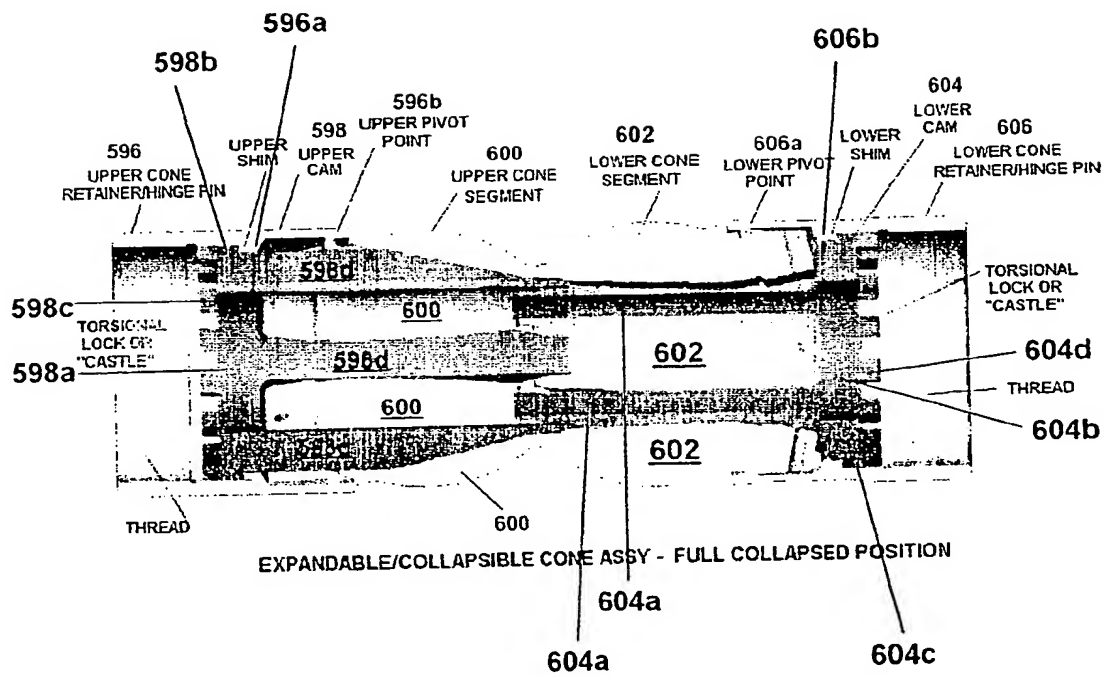 596a
606b
598b
604
596b
LOWER
598
UPPER PIVOT
CAM
UPPER
POINT
602
606
596
SHIM
UPPER
600
LOWER CONE
606a
LOWER
LOWER CONE
UPPER CONE
CAM
UPPER CONE
SEGMENT
LOWER PIVOT
SHIM
RETAINER/HINGE PIN
RETAINER/HINGE PIN
SEGMENT
POINT
598d
TORSIONAL
LOCK OR
"CASTLE"
598c
600
TORSIONAL
LOCK OR
"CASTLE"
598d
602
604d
598a
THREAD
600
604b
602
THREAD
600
EXPANDABLE/COLLAPSIBLE CONE ASSY - FULL COLLAPSED POSITION
604a
604a
604c